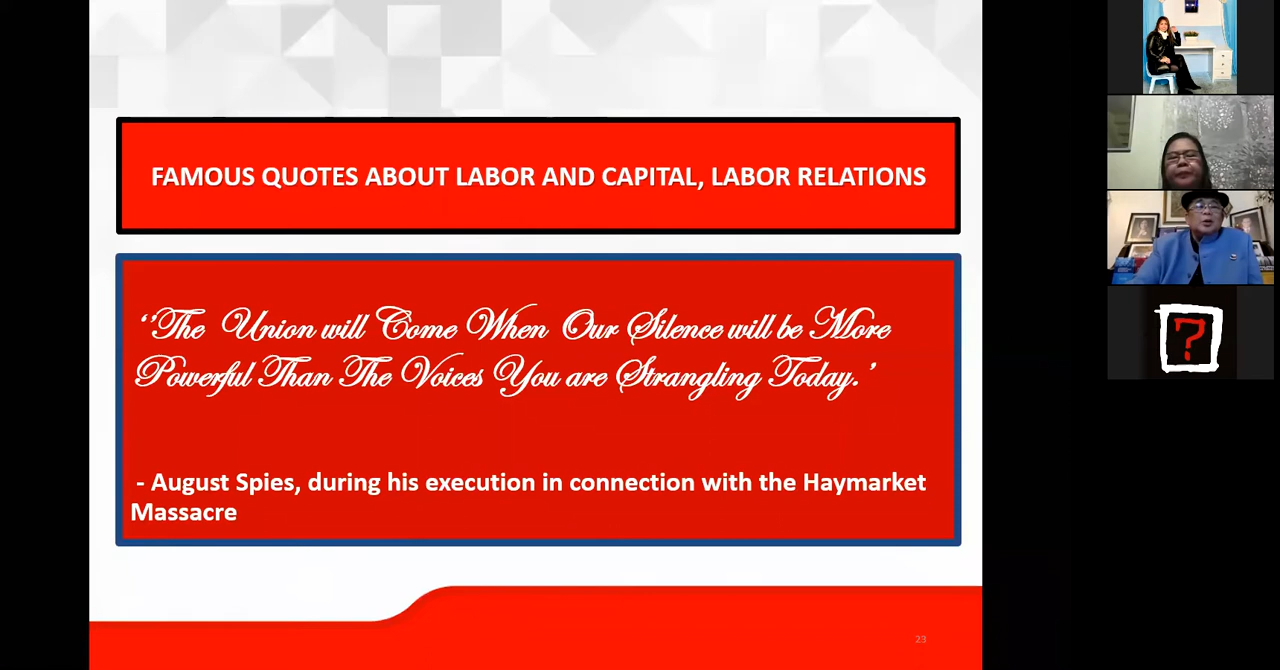 FAMOUS QUOTES ABOUT LABOR AND CAPITAL, LABOR RELATIONS
‘'The Union will Come When Our Silence will be More
Powerful Than The Voices You are Strangling Today.’
- August Spies, during his execution in connection with the Haymarket
Massacre
23
?